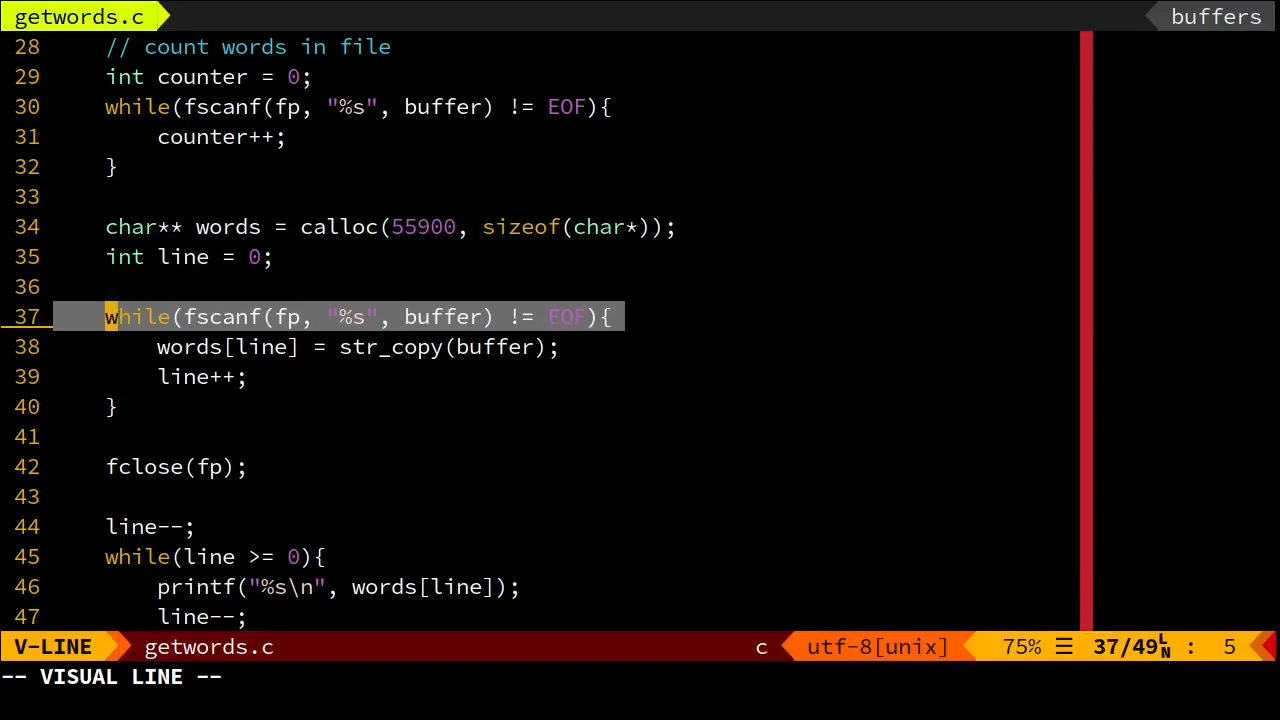 getwords.c buffers
28 // count words in file
29 int counter = 0;
30 while(fscanf(fp, "%s", buffer) != EOF){
31 counter++;
32 }
33
34 char** words = calloc(55900, sizeof(char*));
35 int line = 0;
36
37 while(fscanf(fp, "%s", buffer) != EOF){
38 words[line] = str_copy(buffer);
39 line++;
40 }
41
42 fclose(fp);
43
44 line--;
45 while(line >= 0){
46 printf("%s\n", words[line]);
47 line--;
V-LINE getwords.c c utf-8[unix] 75% ☰ 37/49 LN : 5
-- VISUAL LINE --